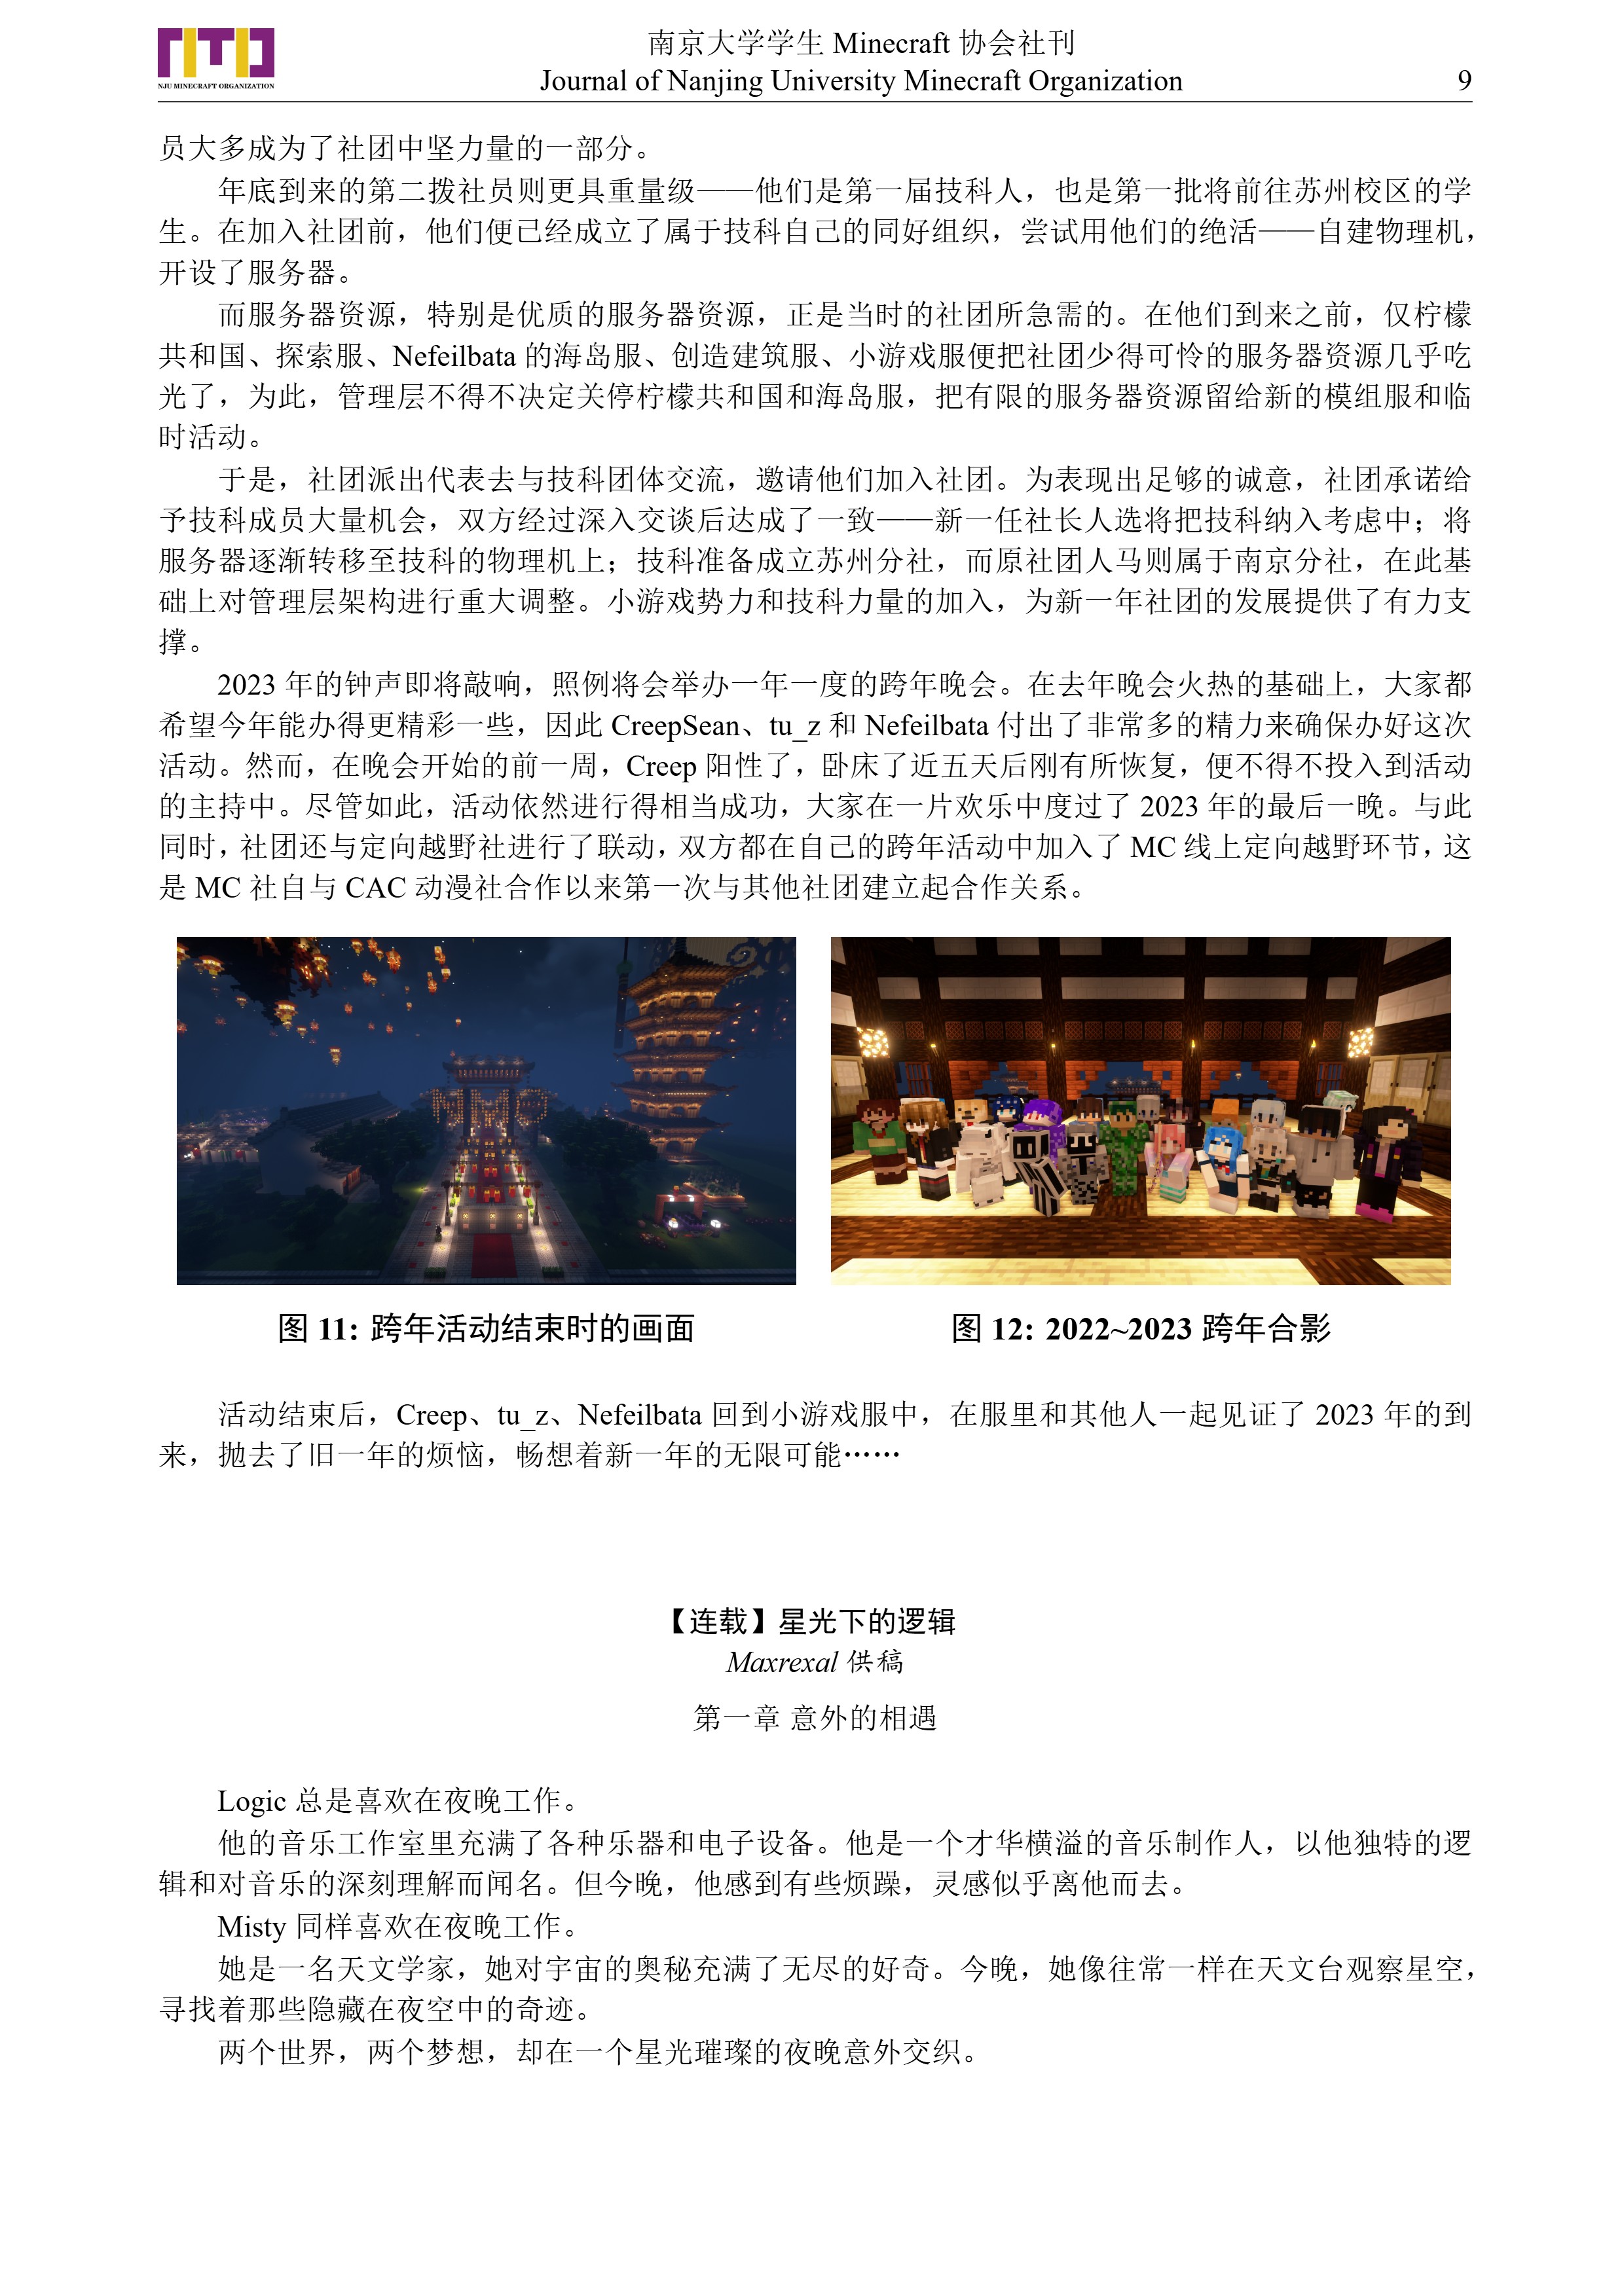 NJU MINECRAFT ORGANIZATION
南京大学学生 Minecraft 协会社刊
Journal of Nanjing University Minecraft Organization
9
员大多成为了社团中坚力量的一部分。
年底到来的第二拨社员则更具重量级——他们是第一届技科人，也是第一批将前往苏州校区的学
生。在加入社团前，他们便已经成立了属于技科自己的同好组织，尝试用他们的绝活——自建物理机，
开设了服务器。
而服务器资源，特别是优质的服务器资源，正是当时的社团所急需的。在他们到来之前，仅柠檬
共和国、探索服、Nefeilbata 的海岛服、创造建筑服、小游戏服便把社团少得可怜的服务器资源几乎吃
光了，为此，管理层不得不决定关停柠檬共和国和海岛服，把有限的服务器资源留给新的模组服和临
时活动。
于是，社团派出代表去与技科团体交流，邀请他们加入社团。为表现出足够的诚意，社团承诺给
予技科成员大量机会，双方经过深入交谈后达成了一致——新一任社长人选将把技科纳入考虑中；将
服务器逐渐转移至技科的物理机上；技科准备成立苏州分社，而原社团人马则属于南京分社，在此基
础上对管理层架构进行重大调整。小游戏势力和技科力量的加入，为新一年社团的发展提供了有力支
撑。
2023 年的钟声即将敲响，照例将会举办一年一度的跨年晚会。在去年晚会火热的基础上，大家都
希望今年能办得更精彩一些，因此 CreepSean、tu_z 和 Nefeilbata 付出了非常多的精力来确保办好这次
活动。然而，在晚会开始的前一周，Creep 阳性了，卧床了近五天后刚有所恢复，便不得不投入到活动
的主持中。尽管如此，活动依然进行得相当成功，大家在一片欢乐中度过了 2023 年的最后一晚。与此
同时，社团还与定向越野社进行了联动，双方都在自己的跨年活动中加入了 MC 线上定向越野环节，这
是 MC 社自与 CAC 动漫社合作以来第一次与其他社团建立起合作关系。
图 11: 跨年活动结束时的画面
图 12: 2022~2023 跨年合影
活动结束后，Creep、tu_z、Nefeilbata 回到小游戏服中，在服里和其他人一起见证了 2023 年的到
来，抛去了旧一年的烦恼，畅想着新一年的无限可能……
【连载】星光下的逻辑
Maxrexal 供稿
第一章 意外的相遇
Logic 总是喜欢在夜晚工作。
他的音乐工作室里充满了各种乐器和电子设备。他是一个才华横溢的音乐制作人，以他独特的逻
辑和对音乐的深刻理解而闻名。但今晚，他感到有些烦躁，灵感似乎离他而去。
Misty 同样喜欢在夜晚工作。
她是一名天文学家，她对宇宙的奥秘充满了无尽的好奇。今晚，她像往常一样在天文台观察星空，
寻找着那些隐藏在夜空中的奇迹。
两个世界，两个梦想，却在一个星光璀璨的夜晚意外交织。